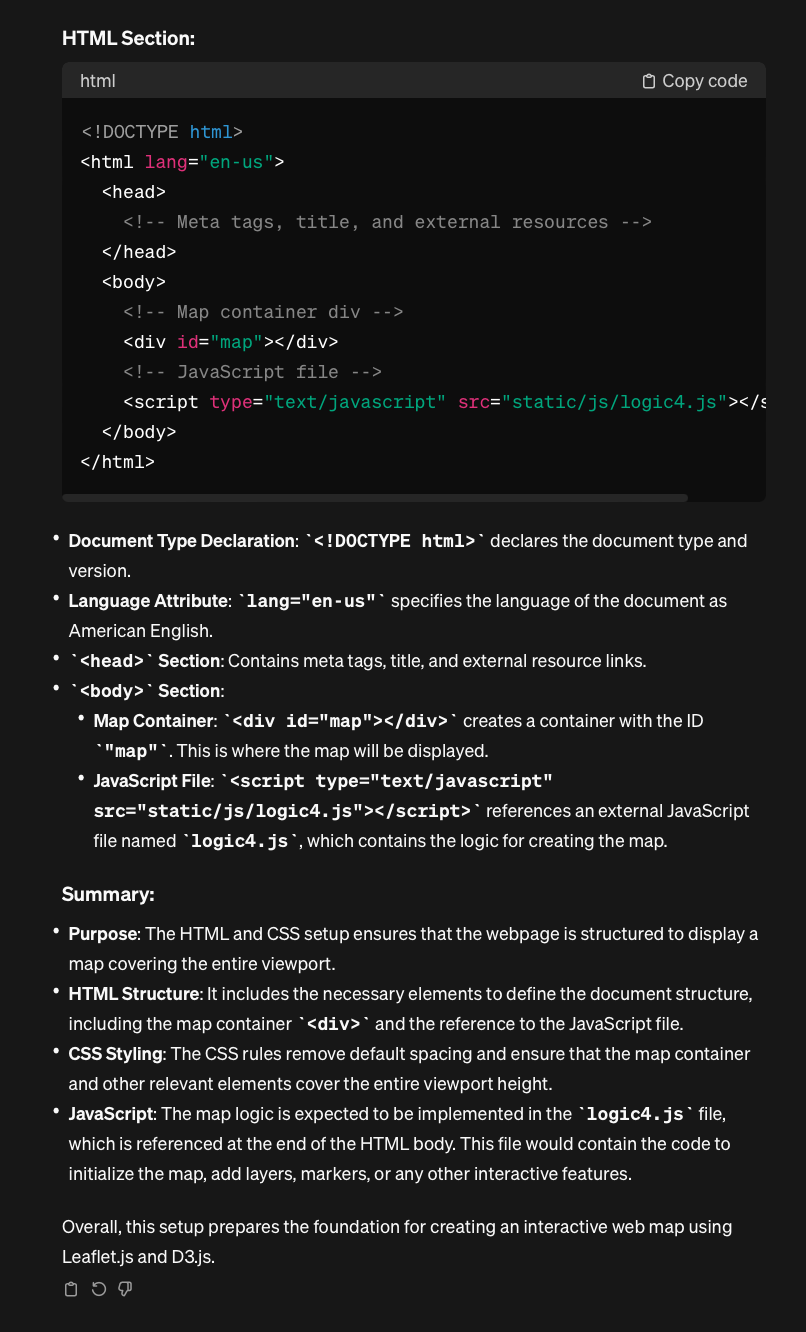 HTML Section:
html
Copy code
<!DOCTYPE html>
<html lang="en-us">
  <head>
    <!-- Meta tags, title, and external resources -->
  </head>
  <body>
    <!-- Map container div -->
    <div id="map"></div>
    <!-- JavaScript file -->
    <script type="text/javascript" src="static/js/logic4.js"></s
  </body>
</html>
• Document Type Declaration: `<!DOCTYPE html>` declares the document type and
version.
• Language Attribute: `lang="en-us"` specifies the language of the document as
American English.
• `<head>` Section: Contains meta tags, title, and external resource links.
• `<body>` Section:
• Map Container: `<div id="map"></div>` creates a container with the ID
`"map"`. This is where the map will be displayed.
• JavaScript File: `<script type="text/javascript"
src="static/js/logic4.js"></script>` references an external JavaScript
file named `logic4.js`, which contains the logic for creating the map.
Summary:
• Purpose: The HTML and CSS setup ensures that the webpage is structured to display a
map covering the entire viewport.
• HTML Structure: It includes the necessary elements to define the document structure,
including the map container `<div>` and the reference to the JavaScript file.
• CSS Styling: The CSS rules remove default spacing and ensure that the map container
and other relevant elements cover the entire viewport height.
• JavaScript: The map logic is expected to be implemented in the `logic4.js` file,
which is referenced at the end of the HTML body. This file would contain the code to
initialize the map, add layers, markers, or any other interactive features.
Overall, this setup prepares the foundation for creating an interactive web map using
Leaflet.js and D3.js.